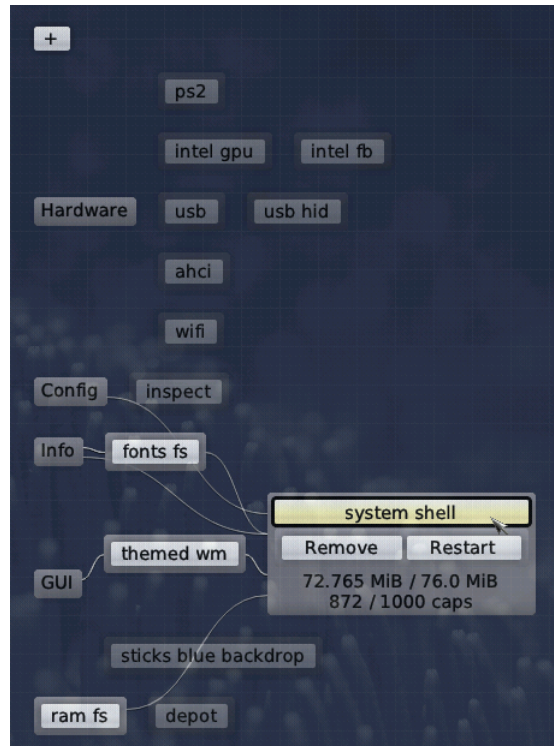 +
ps2
intel gpu intel fb
Hardware usb usb hid
ahci
wifi
Config inspect
Info fonts fs
system shell
Remove Restart
themed wm
72.765 MiB / 76.0 MiB
GUI
872 / 1000 caps
sticks blue backdrop
ram fs depot